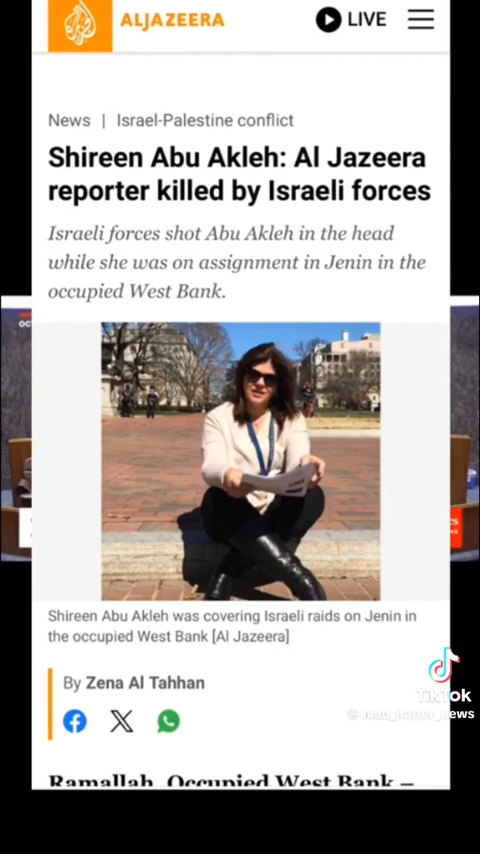 ALJAZEERA
LIVE
News | Israel-Palestine conflict
Shireen Abu Akleh: Al Jazeera
reporter killed by Israeli forces
Israeli forces shot Abu Akleh in the head
while she was on assignment in Jenin in the
occupied West Bank.
Shireen Abu Akleh was covering Israeli raids on Jenin in
the occupied West Bank [Al Jazeera]
By Zena Al Tahhan
TikTok
@ mad_hatter_news
Ramallah, Occupied West Bank –